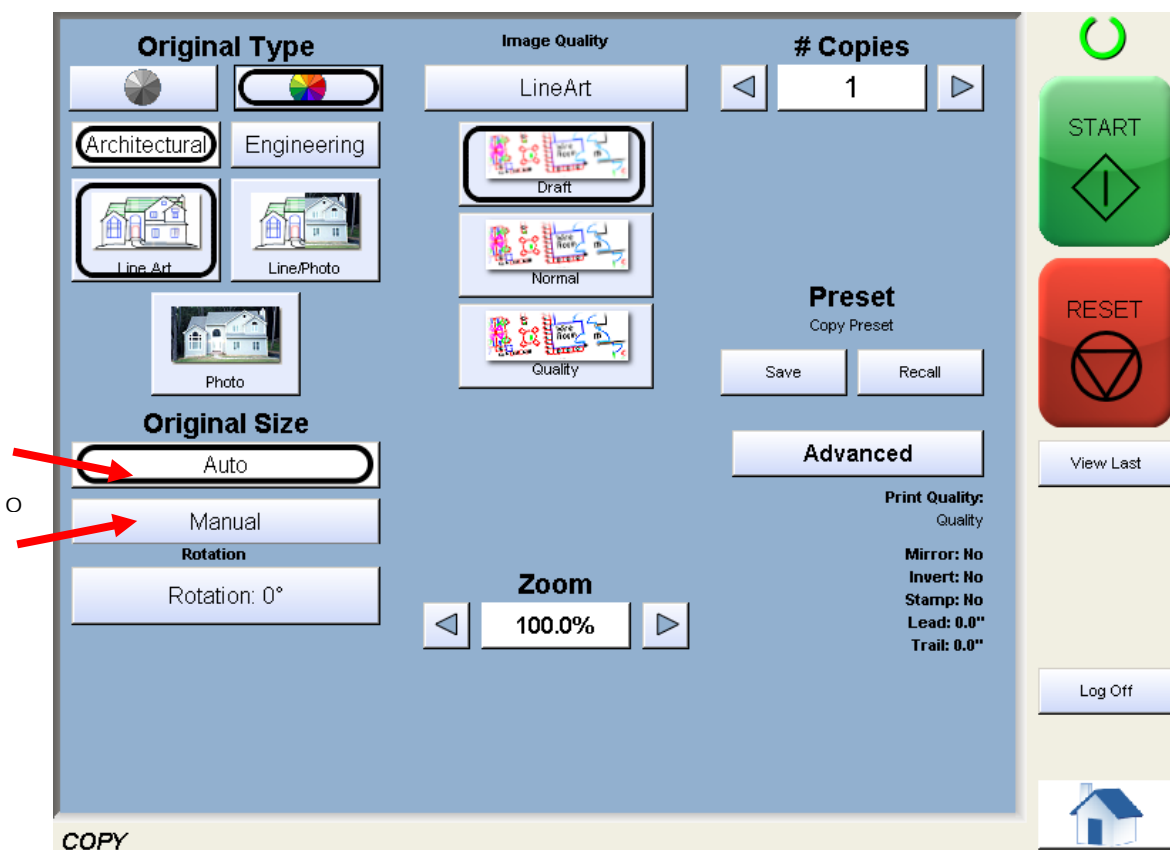 Original Type
Architectural
Engineering
Line Art
Line/Photo
Photo
Original Size
Auto
O
Manual
Rotation
Rotation: 0°
Image Quality
LineArt
Draft
Normal
Quality
Zoom
100.0%
# Copies
1
Preset
Copy Preset
Save
Recall
Advanced
Print Quality:
Quality
Mirror: No
Invert: No
Stamp: No
Lead: 0.0"
Trail: 0.0"
START
RESET
View Last
Log Off
COPY